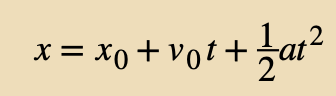 x = x₀ + v₀t + ½at²